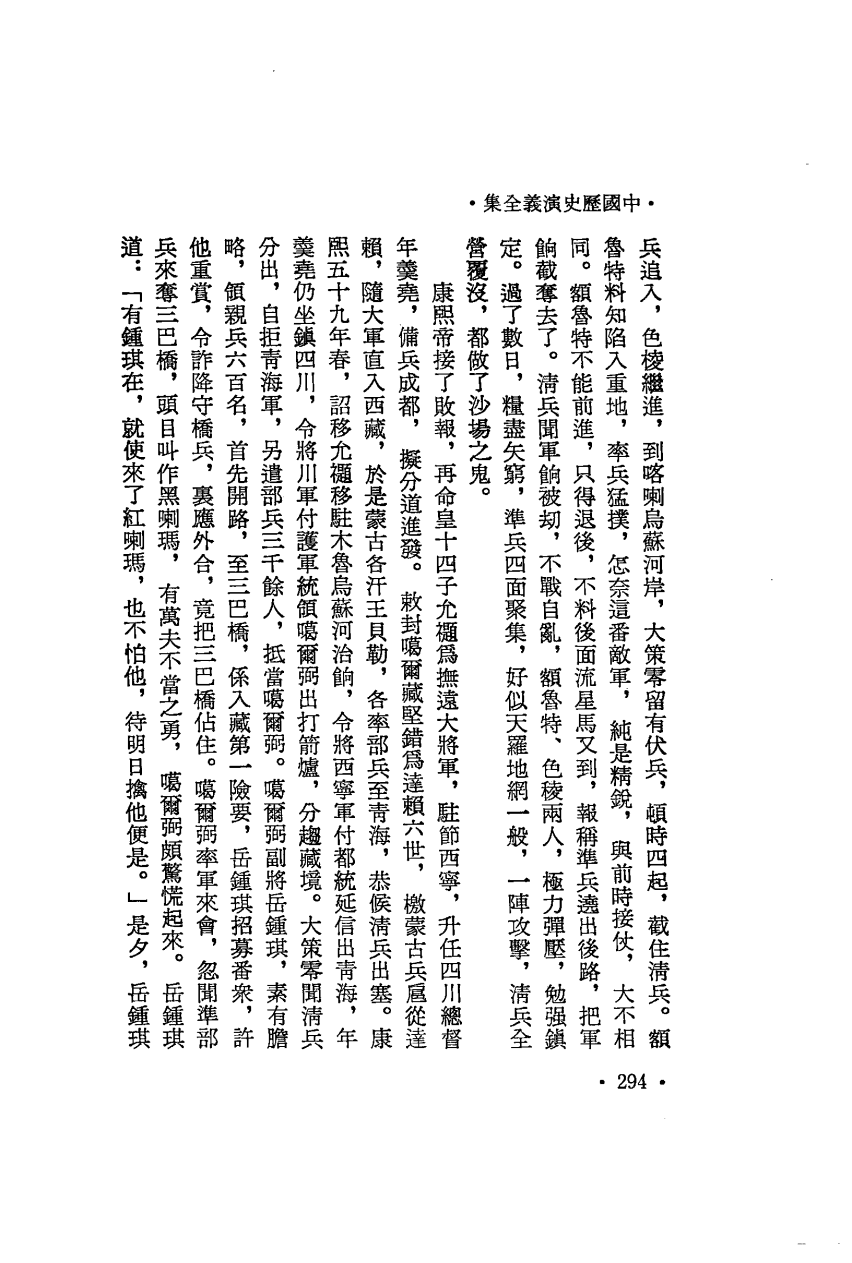 ·中國歷史演義全集·
兵追入，色棱繼進，到喀喇烏蘇河岸，大策零留有伏兵，頓時四起，截住清兵。額
魯特料知陷入重地，率兵猛撲，怎奈這番敵軍，純是精銳，與前時接仗，大不相
同。額魯特不能前進，只得退後，不料後面流星馬又到，報稱準兵遶出後路，把軍
餉截奪去了。清兵聞軍餉被劫，不戰自亂，額魯特、色稜兩人，極力彈壓，勉强鎮
定。過了數日，糧盡矢窮，準兵四面聚集，好似天羅地網一般，一陣攻擊，清兵全
營覆沒，都做了沙場之鬼。
康熙帝接了敗報，再命皇十四子允禵爲撫遠大將軍，駐節西寧，升任四川總督
年羹堯，備兵成都，擬分道進發。敕封噶爾藏堅錯爲達賴六世，檄蒙古兵扈從達
賴，隨大軍直入西藏，於是蒙古各汗王貝勒，各率部兵至青海，恭候清兵出塞。康
熙五十九年春，詔移允禵移駐木魯烏蘇河治餉，令將西寧軍付都統延信出青海，年
羹堯仍坐鎮四川，令將川軍付護軍統領噶爾弼出打箭爐，分趨藏境。大策零聞清兵
分出，自拒青海軍，另遣部兵三千餘人，抵當噶爾弼。噶爾弼副將岳鍾琪，素有膽
略，領親兵六百名，首先開路，至三巴橋，係入藏第一險要，岳鍾琪招募番衆，許
他重賞，令詐降守橋兵，裏應外合，竟把三巴橋佔住。噶爾弼率軍來會，忽聞準部
兵來奪三巴橋，頭目叫作黑喇瑪，有萬夫不當之勇，噶爾弼頗驚慌起來。岳鍾琪
道：「有鍾琪在，就使來了紅喇瑪，也不怕他，待明日擒他便是。」是夕，岳鍾琪
·294·